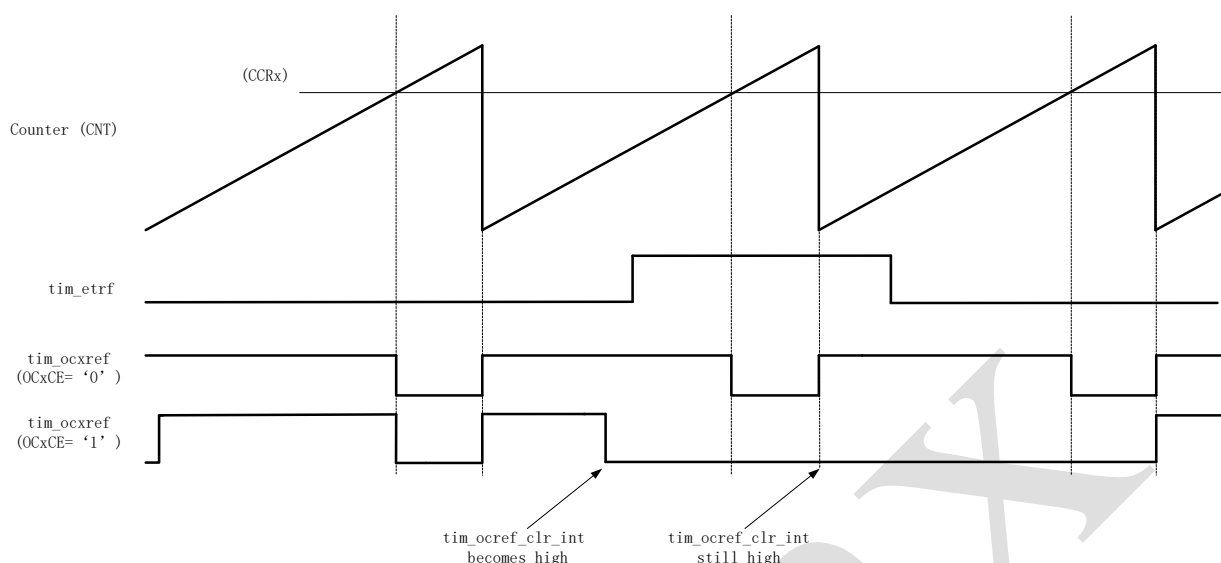 (CCRx)
Counter (CNT)
tim_etrf
tim_ocxref
(OCxCE= ‘0’ )
tim_ocxref
(OCxCE= ‘1’ )
tim_ocref_clr_int
becomes high
tim_ocref_clr_int
still high